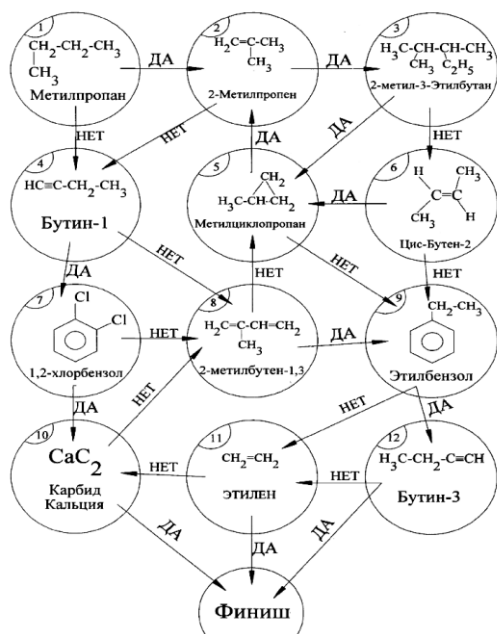 1
CH₂-CH₂-CH₃
CH₃
Метилпропан
ДА
2
H₂C=C-CH₃
CH₃
2-Метилпропен
ДА
3
H₃C-CH-CH-CH₃
CH₃ C₂H₅
2-метил-3-Этилбутан
НЕТ
НЕТ
ДА
ДА
НЕТ
4
HC≡C-CH₂-CH₃
Бутин-1
5
CH₂
H₃C-CH-CH₂
Метилциклопропан
ДА
6
H
CH₃
C=C
CH₃
H
Цис-Бутен-2
ДА
НЕТ
НЕТ
НЕТ
НЕТ
7
Cl
Cl
1,2-хлорбензол
НЕТ
8
H₂C=C-CH=CH₂
CH₃
2-метилбутен-1,3
ДА
9
CH₂-CH₃
Этилбензол
ДА
НЕТ
НЕТ
ДА
10
CaC₂
Карбид
Кальция
НЕТ
11
CH₂=CH₂
ЭТИЛЕН
НЕТ
12
H₃C-CH₂-C≡CH
Бутин-3
ДА
ДА
ДА
Финиш